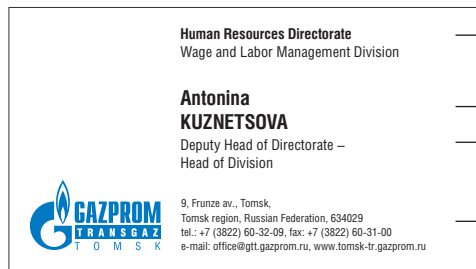 Human Resources Directorate
Wage and Labor Management Division
Antonina
KUZNETSOVA
Deputy Head of Directorate –
Head of Division
GAZPROM
TRANSGAZ
TOMSK
9, Frunze av., Tomsk,
Tomsk region, Russian Federation, 634029
tel.: +7 (3822) 60-32-09, fax: +7 (3822) 60-31-00
e-mail: office@gtt.gazprom.ru, www.tomsk-tr.gazprom.ru